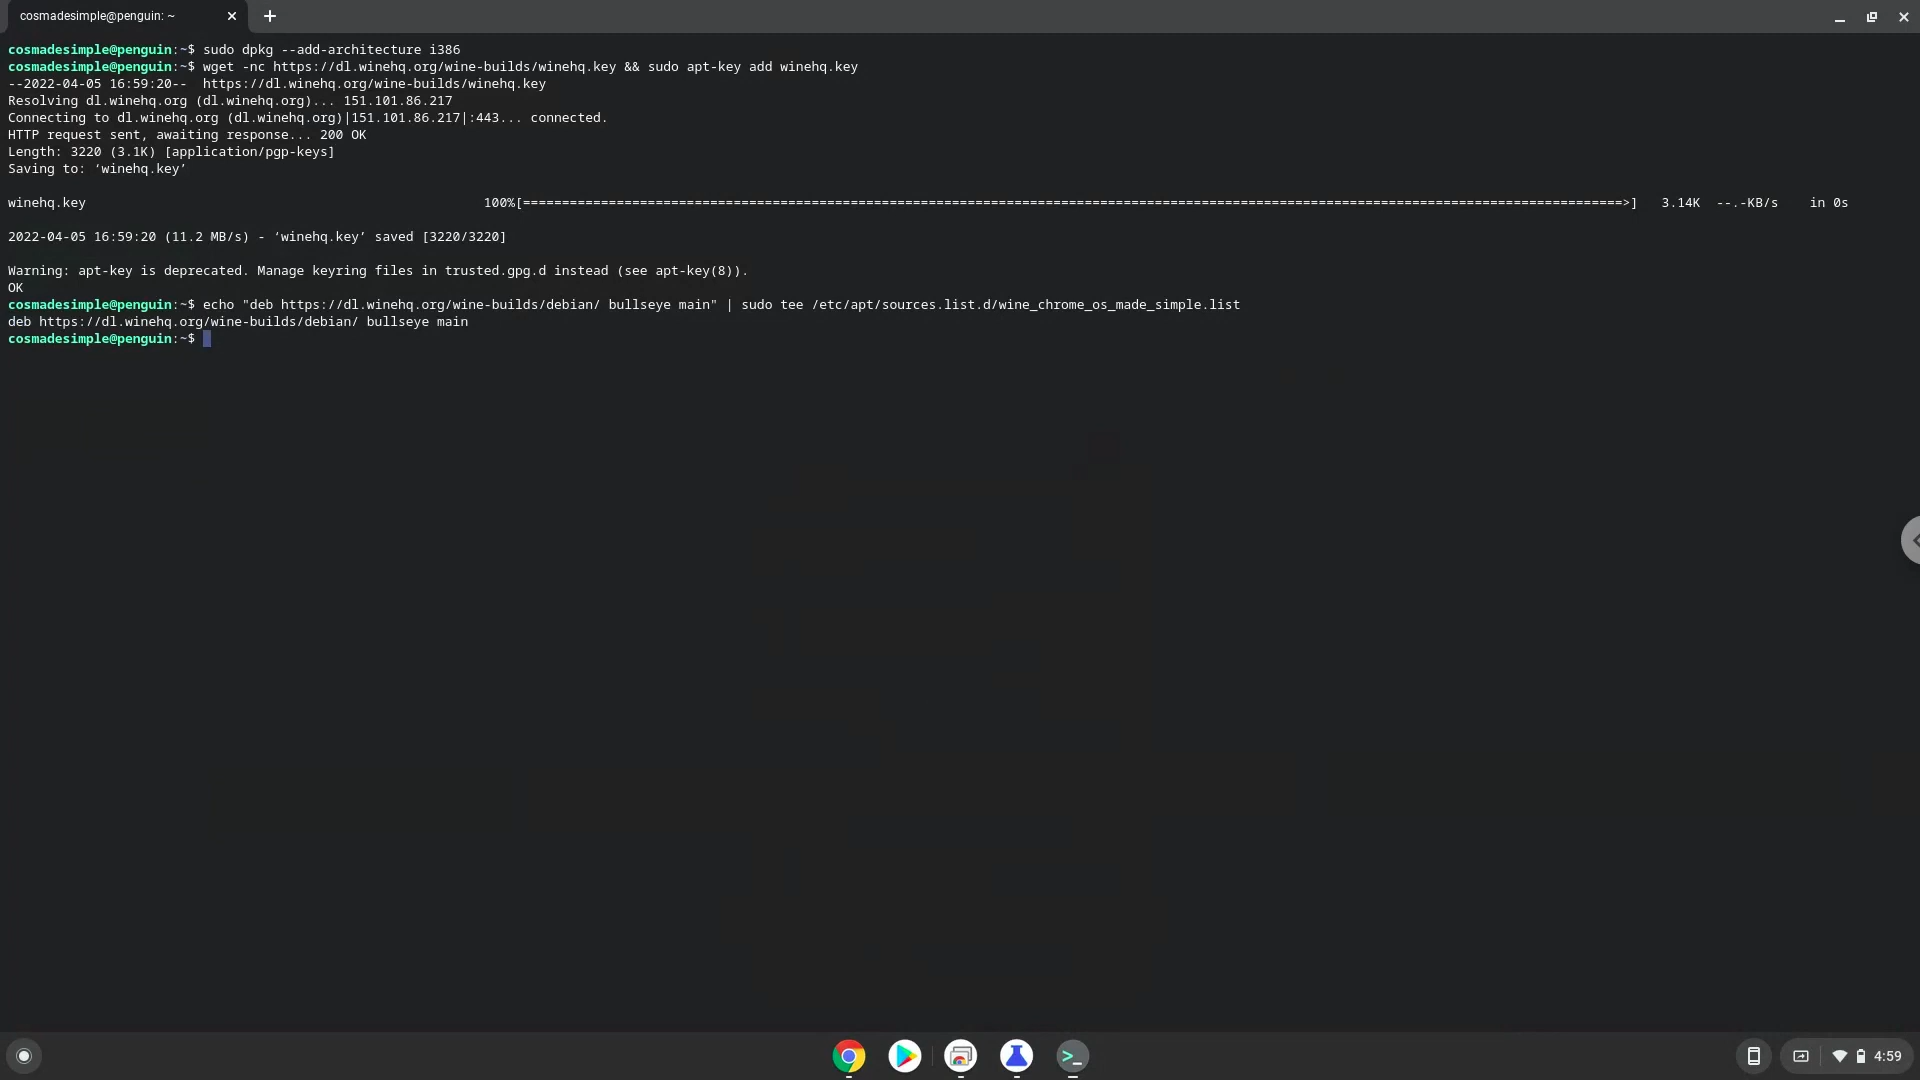 cosmadesimple@penguin: ~
cosmadesimple@penguin:~$ sudo dpkg --add-architecture i386
cosmadesimple@penguin:~$ wget -nc https://dl.winehq.org/wine-builds/winehq.key && sudo apt-key add winehq.key
--2022-04-05 16:59:20--  https://dl.winehq.org/wine-builds/winehq.key
Resolving dl.winehq.org (dl.winehq.org)... 151.101.86.217
Connecting to dl.winehq.org (dl.winehq.org)|151.101.86.217|:443... connected.
HTTP request sent, awaiting response... 200 OK
Length: 3220 (3.1K) [application/pgp-keys]
Saving to: ‘winehq.key’
winehq.key 100%[=============================================================================================================================================>] 3.14K --.-KB/s in 0s
2022-04-05 16:59:20 (11.2 MB/s) - ‘winehq.key’ saved [3220/3220]
Warning: apt-key is deprecated. Manage keyring files in trusted.gpg.d instead (see apt-key(8)).
OK
cosmadesimple@penguin:~$ echo "deb https://dl.winehq.org/wine-builds/debian/ bullseye main" | sudo tee /etc/apt/sources.list.d/wine_chrome_os_made_simple.list
deb https://dl.winehq.org/wine-builds/debian/ bullseye main
cosmadesimple@penguin:~$
4:59